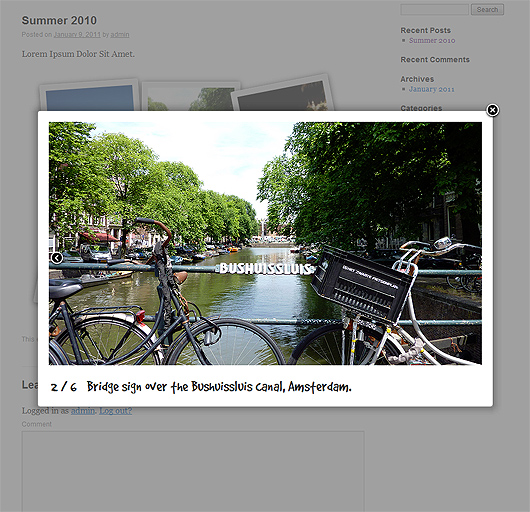 Summer 2010
Posted on January 9, 2011 by admin
Lorem Ipsum Dolor Sit Amet.
Search
Recent Posts
Summer 2010
Recent Comments
Archives
January 2011
Categories
BUSHUISSLUIS
2 / 6 Bridge sign over the Bushuissluis Canal, Amsterdam.
This
Lea
Logged in as admin. Log out?
Comment